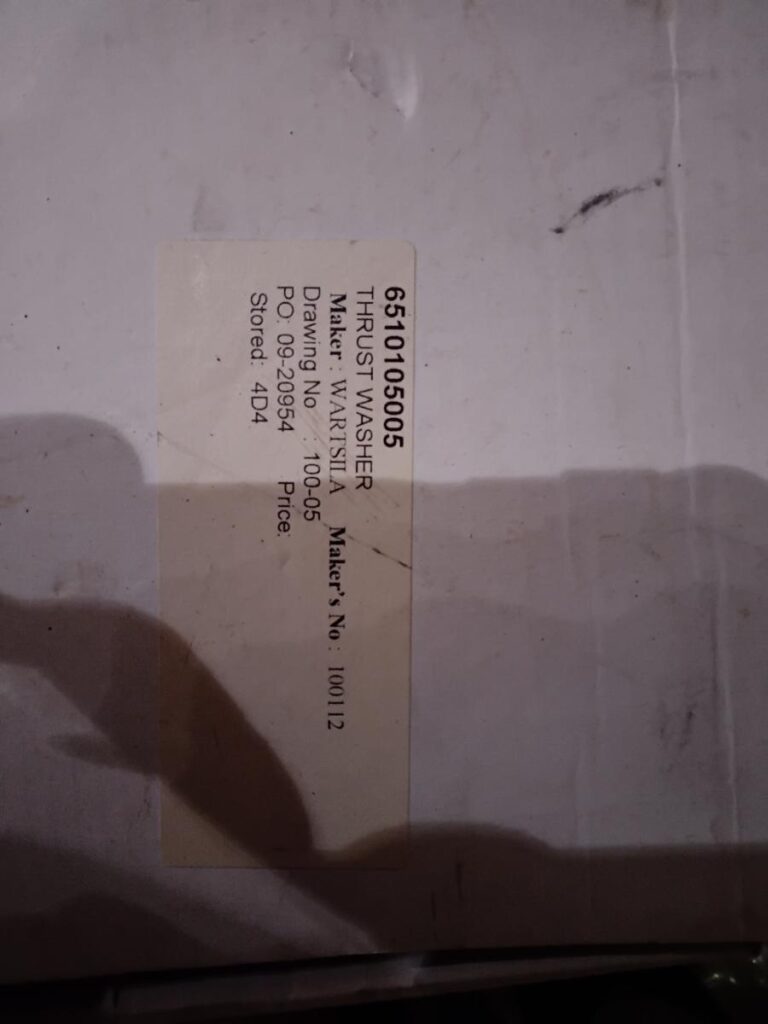 6510105005
THRUST WASHER
Maker : WARTSILA Maker's No : 100112
Drawing No : 100-05
PO: 09-20954 Price:
Stored: 4D4